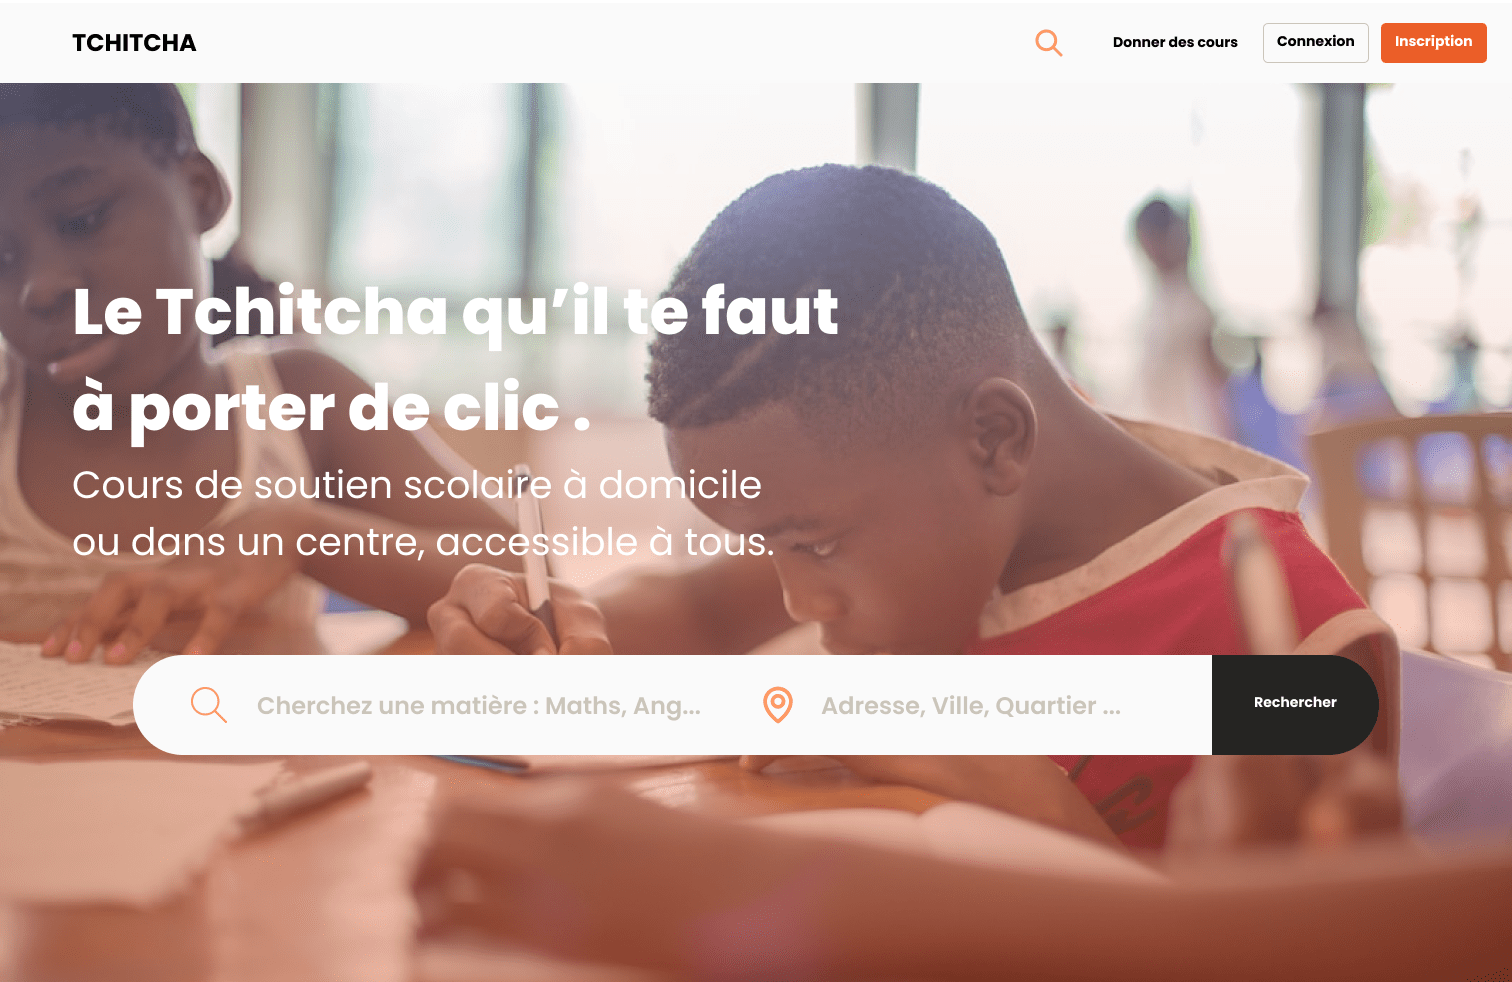 TCHITCHA
Donner des cours
Connexion
Inscription
Le Tchitcha qu’il te faut
à porter de clic .
Cours de soutien scolaire à domicile
ou dans un centre, accessible à tous.
Cherchez une matière : Maths, Ang...
Adresse, Ville, Quartier ...
Rechercher